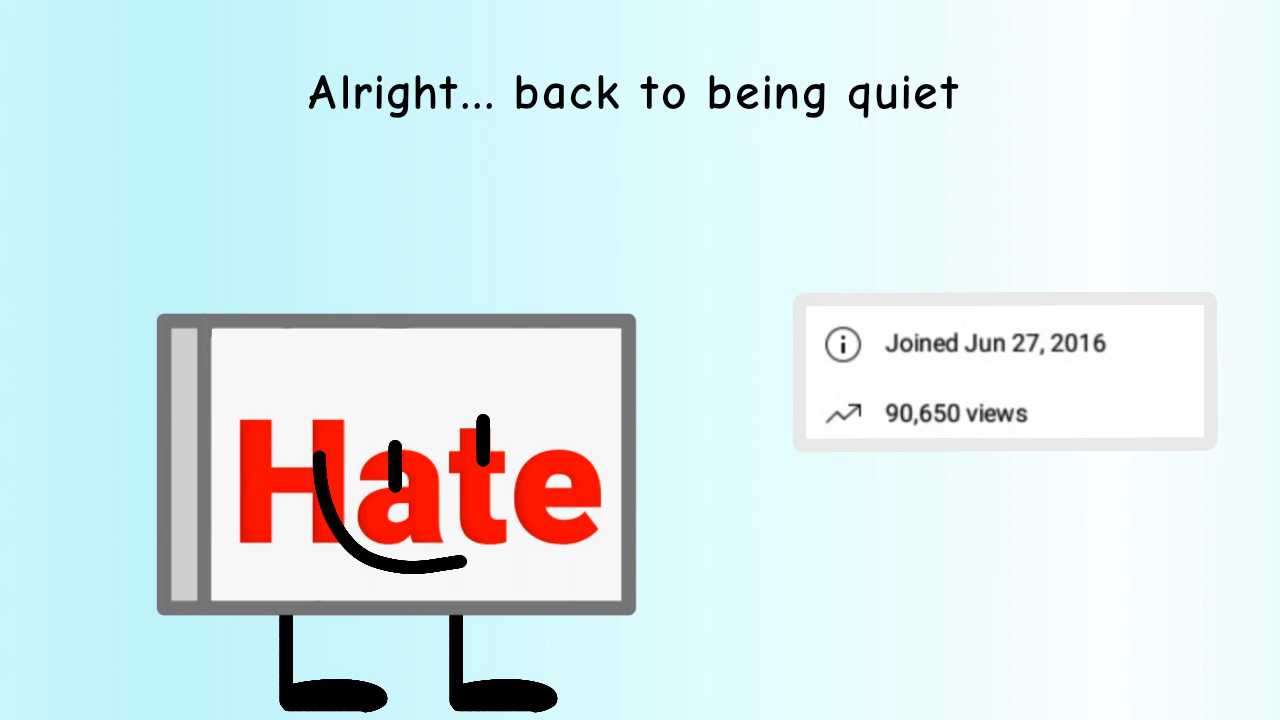 Alright... back to being quiet
Hate
Joined Jun 27, 2016
90,650 views